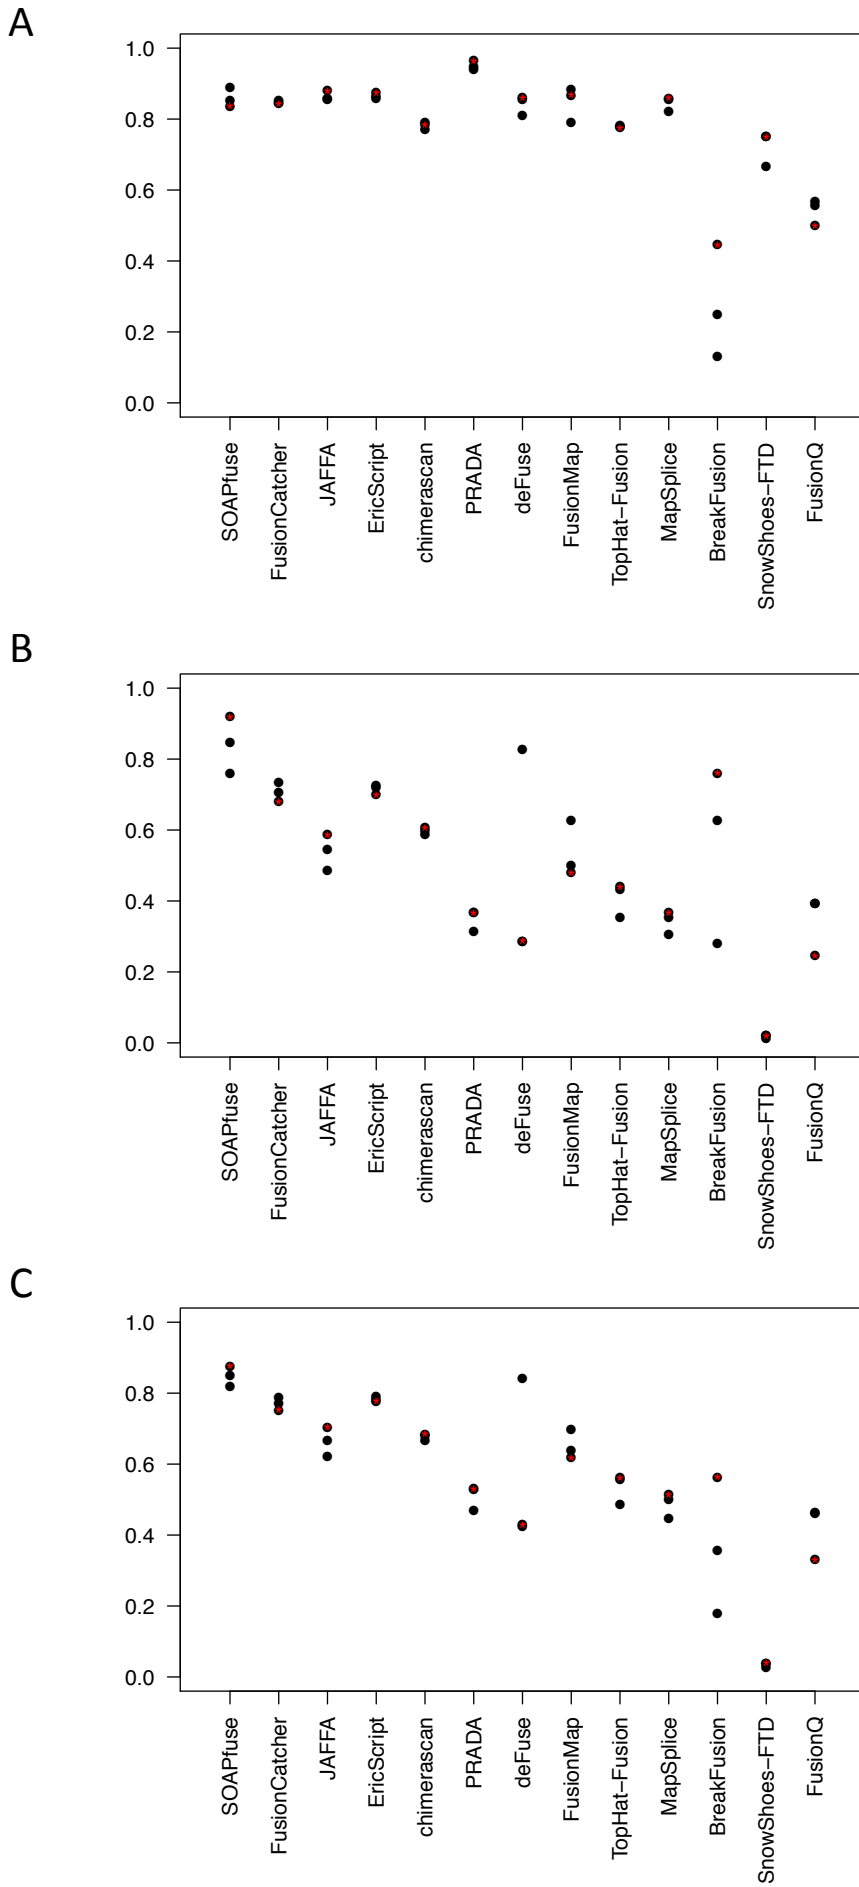 A
1.0
0.8
0.6
0.4
0.2
0.0
SOAPfuse
FusionCatcher
JAFFA
EricScript
chimerascan
PRADA
deFuse
FusionMap
TopHat−Fusion
MapSplice
BreakFusion
SnowShoes−FTD
FusionQ
B
1.0
0.8
0.6
0.4
0.2
0.0
SOAPfuse
FusionCatcher
JAFFA
EricScript
chimerascan
PRADA
deFuse
FusionMap
TopHat−Fusion
MapSplice
BreakFusion
SnowShoes−FTD
FusionQ
C
1.0
0.8
0.6
0.4
0.2
0.0
SOAPfuse
FusionCatcher
JAFFA
EricScript
chimerascan
PRADA
deFuse
FusionMap
TopHat−Fusion
MapSplice
BreakFusion
SnowShoes−FTD
FusionQ